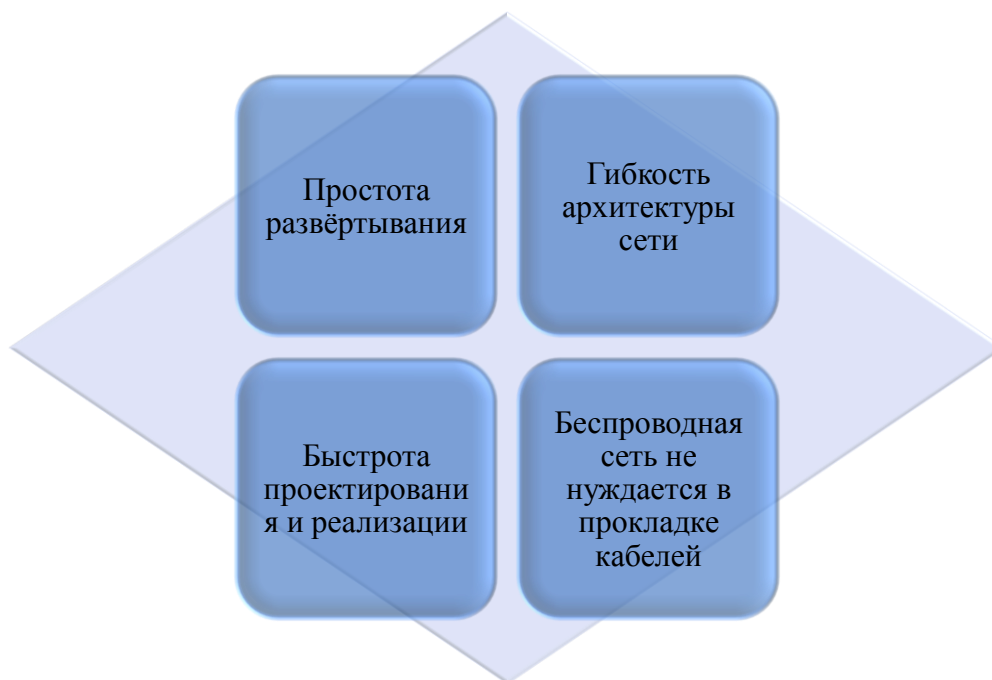 Простота
развёртывания
Гибкость
архитектуры
сети
Быстрота
проектировани
я и реализации
Беспроводная
сеть не
нуждается в
прокладке
кабелей